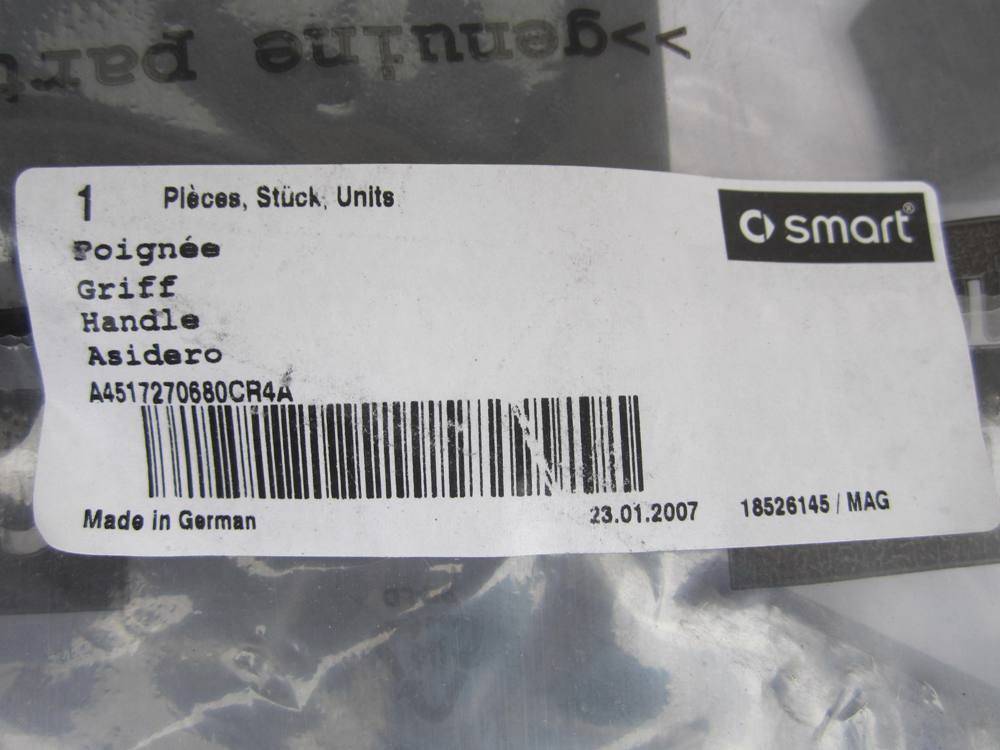 >>genuine part
1 Pièces, Stück, Units
smart®
Poignée
Griff
Handle
Asidero
A4517270680CR4A
Made in German
23.01.2007
18526145 / MAG